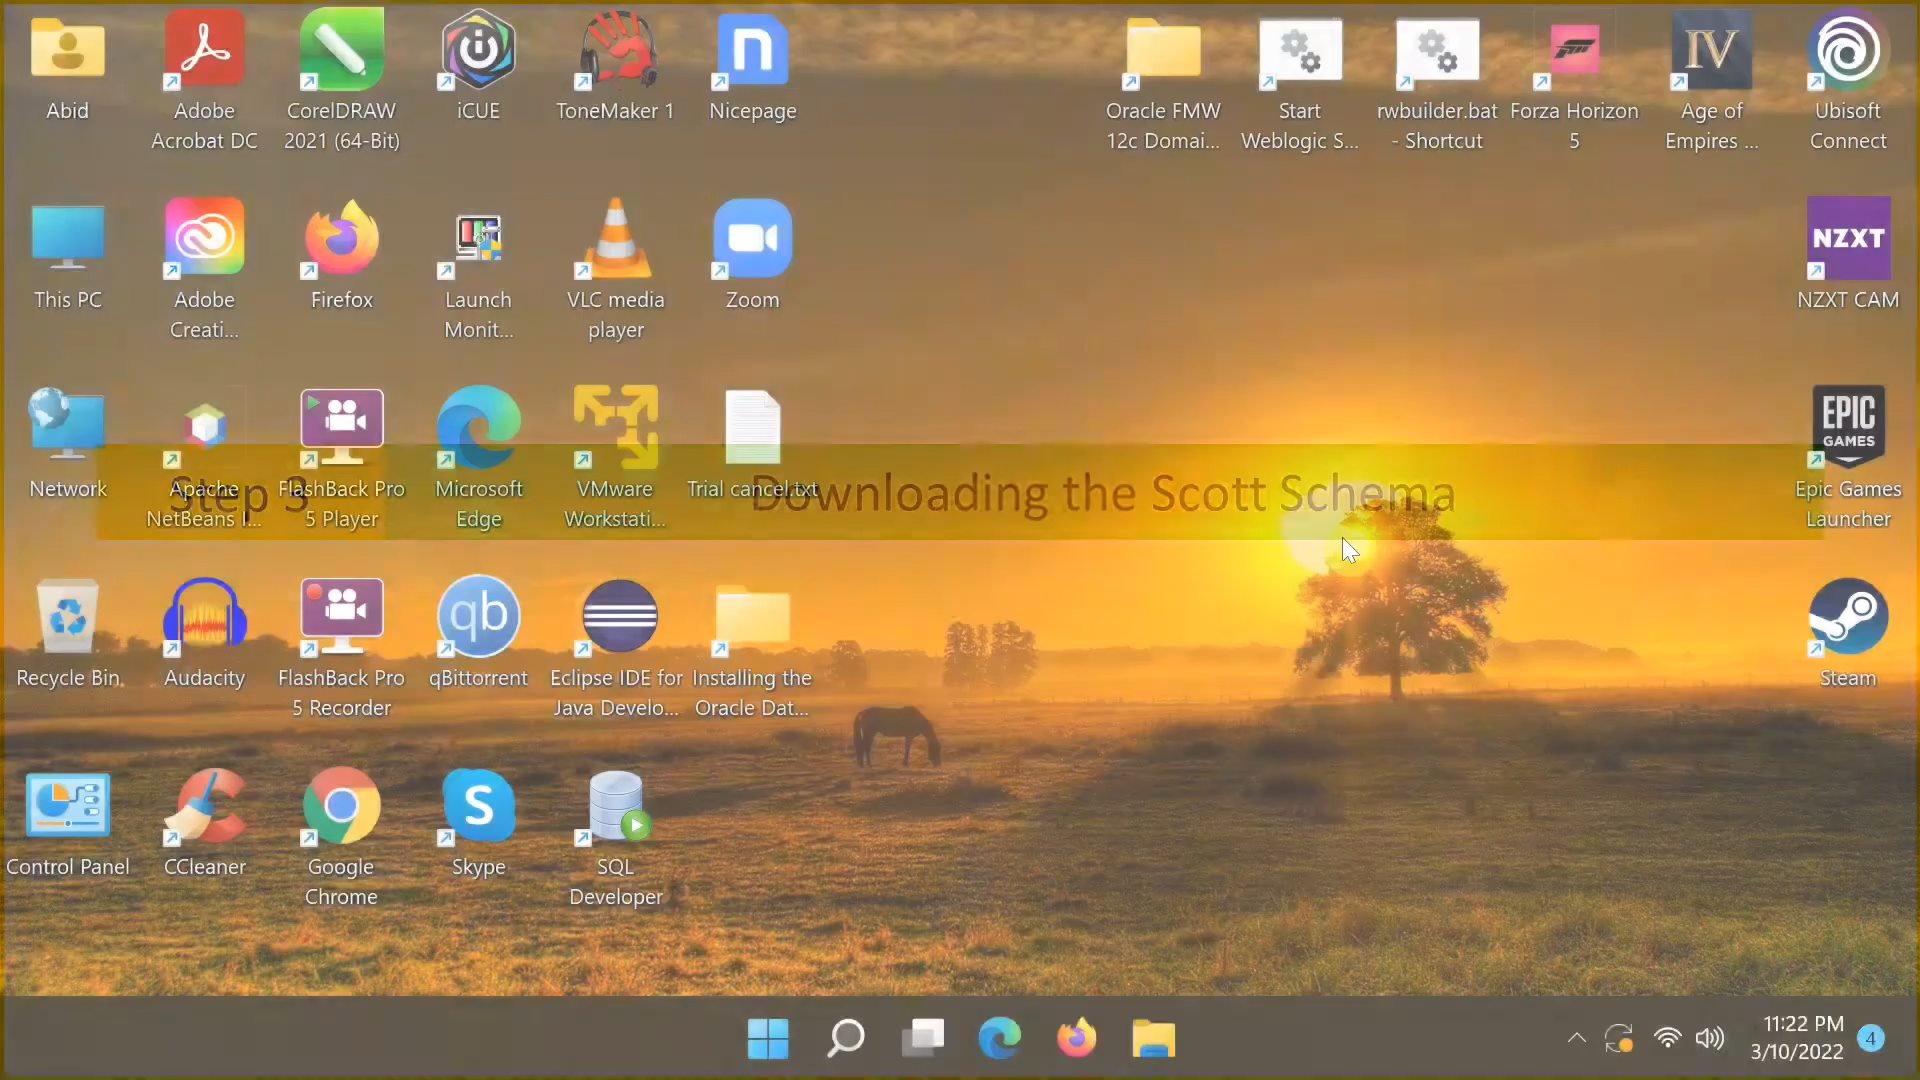 Abid
Adobe
Acrobat DC
CorelDRAW
2021 (64-Bit)
iCUE
ToneMaker 1
Nicepage
Oracle FMW
12c Domai...
Start
Weblogic S...
rwbuilder.bat
- Shortcut
Forza Horizon
5
IV
Age of
Empires ...
Ubisoft
Connect
This PC
Adobe
Creati...
Firefox
Launch
Monit...
VLC media
player
Zoom
NZXT
NZXT CAM
Network
Apache
NetBeans I...
FlashBack Pro
5 Player
Microsoft
Edge
VMware
Workstati...
Trial cancel.txt
EPIC
GAMES
Epic Games
Launcher
Step 3
Downloading the Scott Schema
Recycle Bin
Audacity
FlashBack Pro
5 Recorder
qb
qBittorrent
Eclipse IDE for
Java Develo...
Installing the
Oracle Dat...
Steam
Control Panel
CCleaner
Google
Chrome
Skype
SQL
Developer
11:22 PM
3/10/2022
4